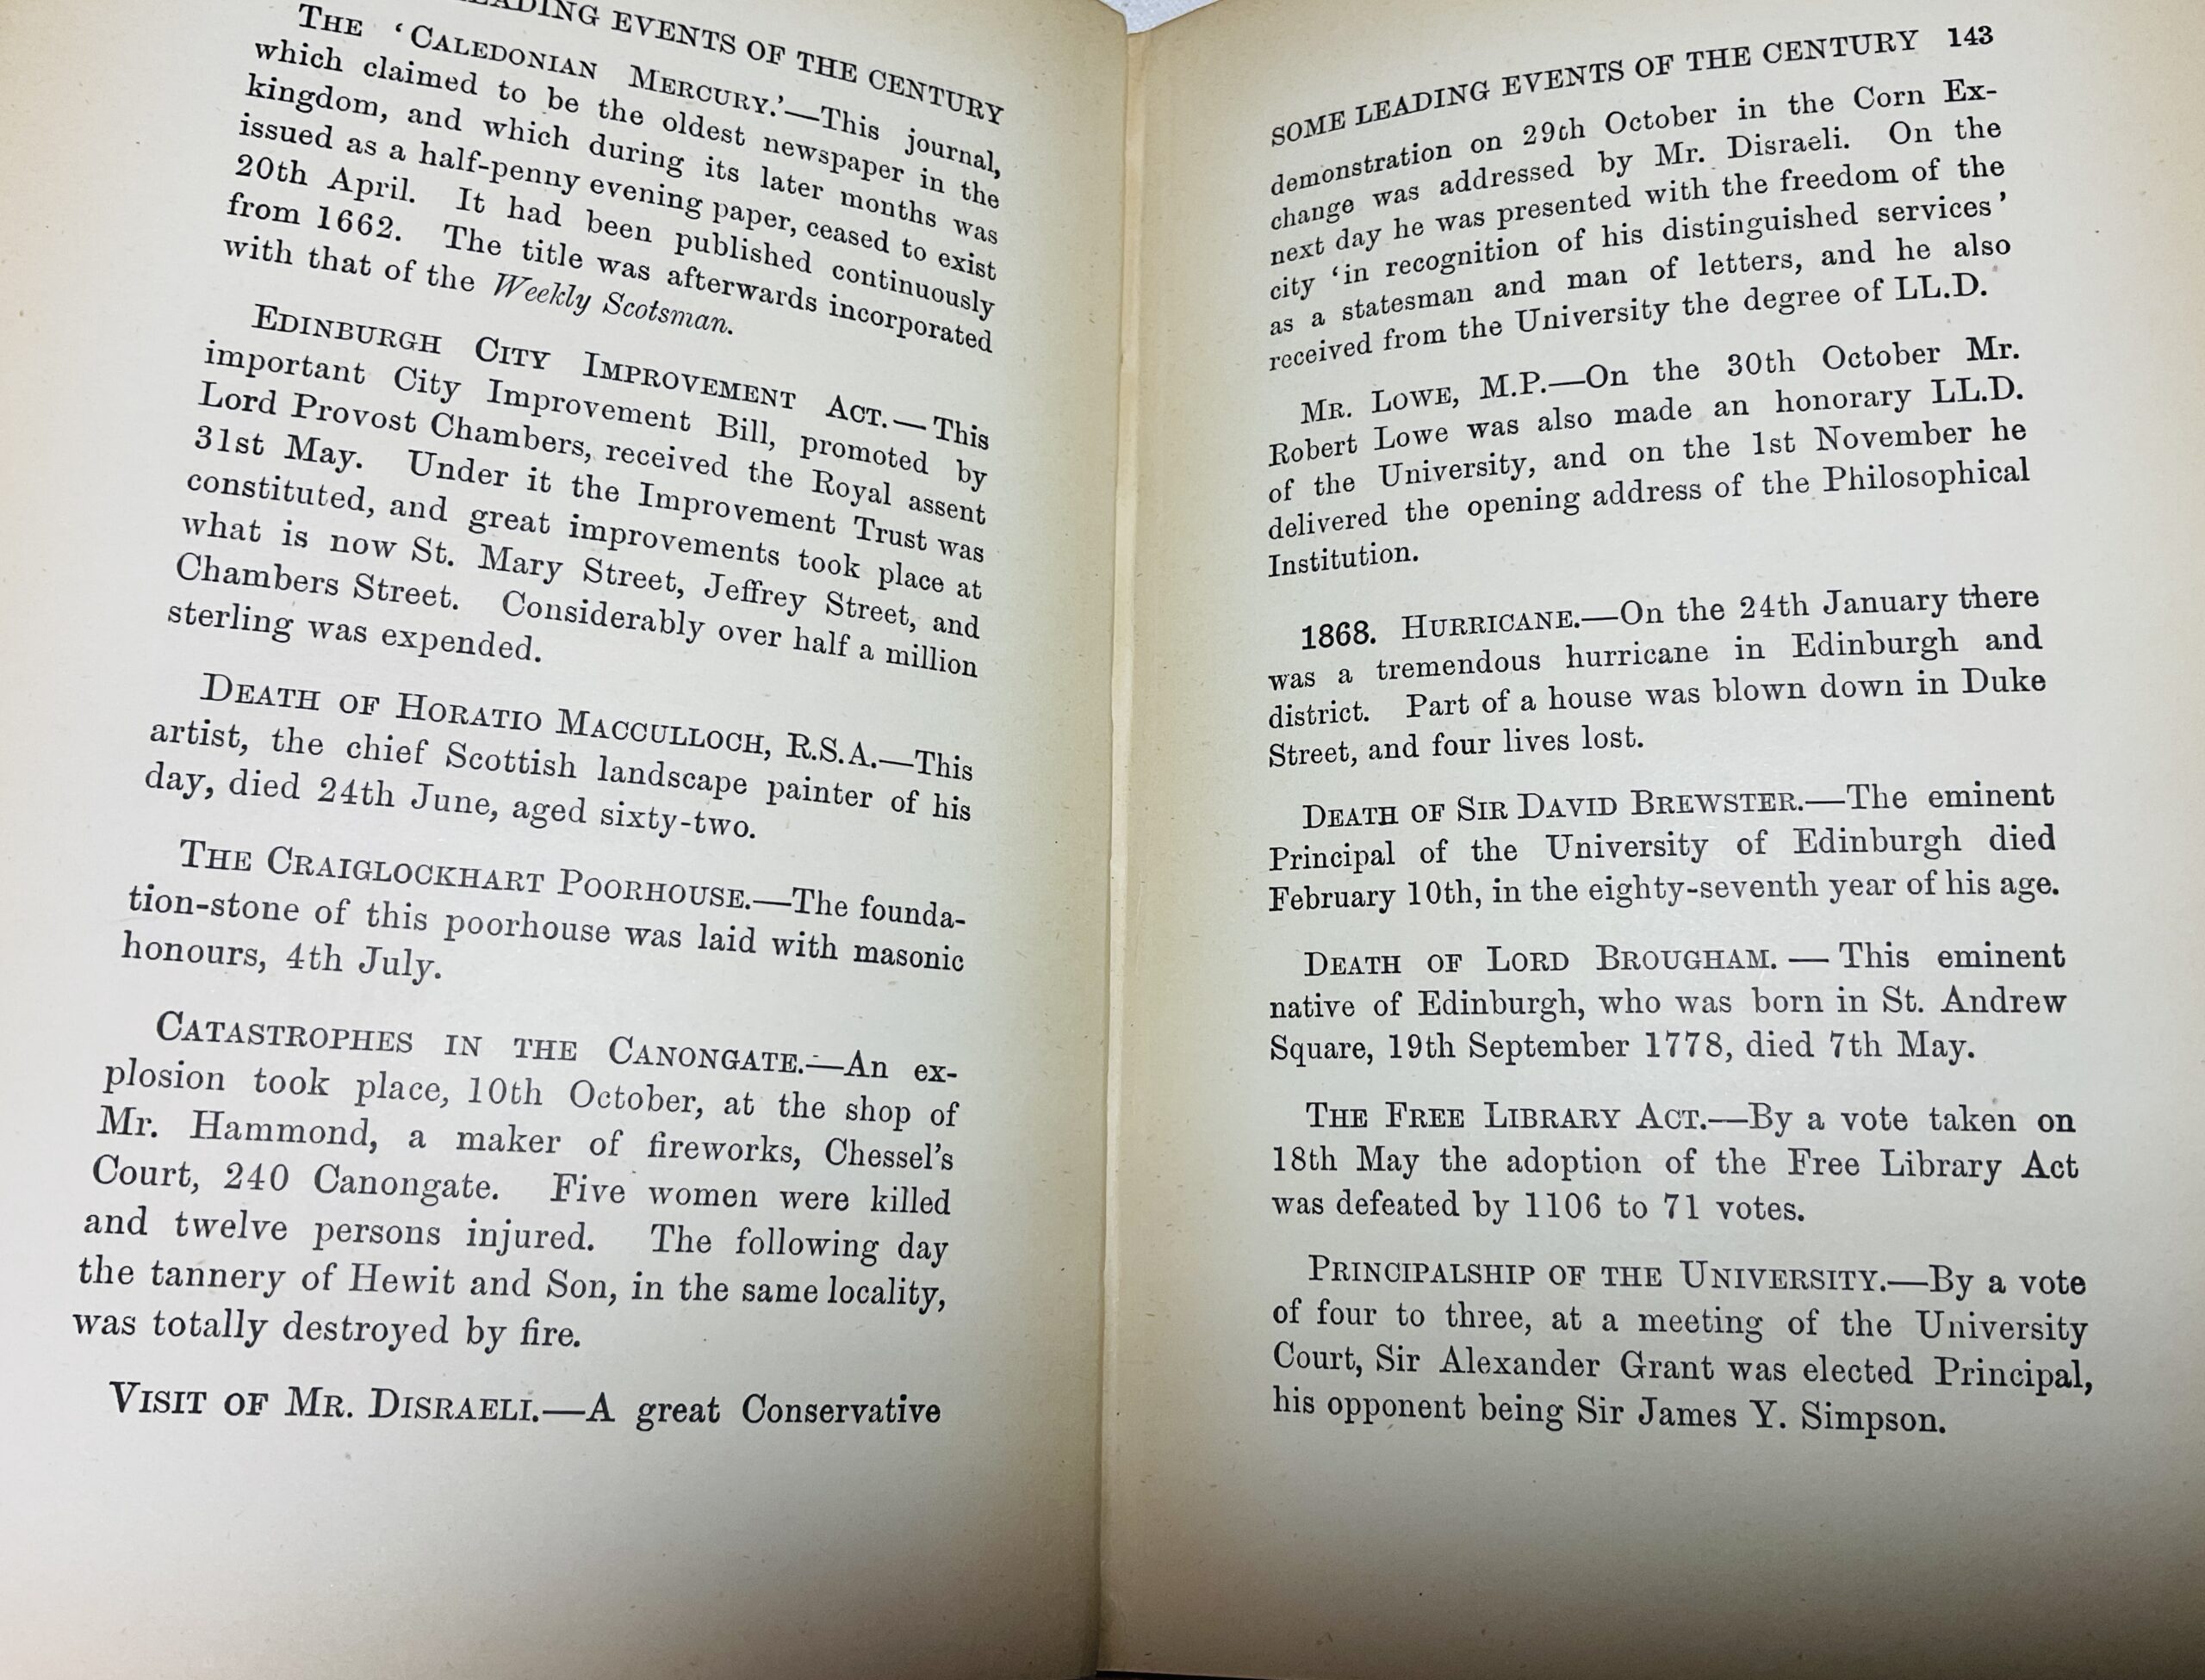 LEADING EVENTS OF THE CENTURY
THE ‘CALEDONIAN MERCURY.’—This journal,
which claimed to be the oldest newspaper in the
kingdom, and which during its later months was
issued as a half-penny evening paper, ceased to exist
20th April. It had been published continuously
from 1662. The title was afterwards incorporated
with that of the Weekly Scotsman.
EDINBURGH CITY IMPROVEMENT ACT.—This
important City Improvement Bill, promoted by
Lord Provost Chambers, received the Royal assent
31st May. Under it the Improvement Trust was
constituted, and great improvements took place at
what is now St. Mary Street, Jeffrey Street, and
Chambers Street. Considerably over half a million
sterling was expended.
DEATH OF HORATIO MACCULLOCH, R.S.A.—This
artist, the chief Scottish landscape painter of his
day, died 24th June, aged sixty-two.
THE CRAIGLOCKHART POORHOUSE.—The founda-
tion-stone of this poorhouse was laid with masonic
honours, 4th July.
CATASTROPHES IN THE CANONGATE.—An ex-
plosion took place, 10th October, at the shop of
Mr. Hammond, a maker of fireworks, Chessel's
Court, 240 Canongate. Five women were killed
and twelve persons injured. The following day
the tannery of Hewit and Son, in the same locality,
was totally destroyed by fire.
VISIT OF MR. DISRAELI.—A great Conservative
SOME LEADING EVENTS OF THE CENTURY 143
demonstration on 29th October in the Corn Ex-
change was addressed by Mr. Disraeli. On the
next day he was presented with the freedom of the
city ‘in recognition of his distinguished services’
as a statesman and man of letters, and he also
received from the University the degree of LL.D.
MR. LOWE, M.P.—On the 30th October Mr.
Robert Lowe was also made an honorary LL.D.
of the University, and on the 1st November he
delivered the opening address of the Philosophical
Institution.
1868. HURRICANE.—On the 24th January there
was a tremendous hurricane in Edinburgh and
district. Part of a house was blown down in Duke
Street, and four lives lost.
DEATH OF SIR DAVID BREWSTER.—The eminent
Principal of the University of Edinburgh died
February 10th, in the eighty-seventh year of his age.
DEATH OF LORD BROUGHAM. — This eminent
native of Edinburgh, who was born in St. Andrew
Square, 19th September 1778, died 7th May.
THE FREE LIBRARY ACT.—By a vote taken on
18th May the adoption of the Free Library Act
was defeated by 1106 to 71 votes.
PRINCIPALSHIP OF THE UNIVERSITY.—By a vote
of four to three, at a meeting of the University
Court, Sir Alexander Grant was elected Principal,
his opponent being Sir James Y. Simpson.